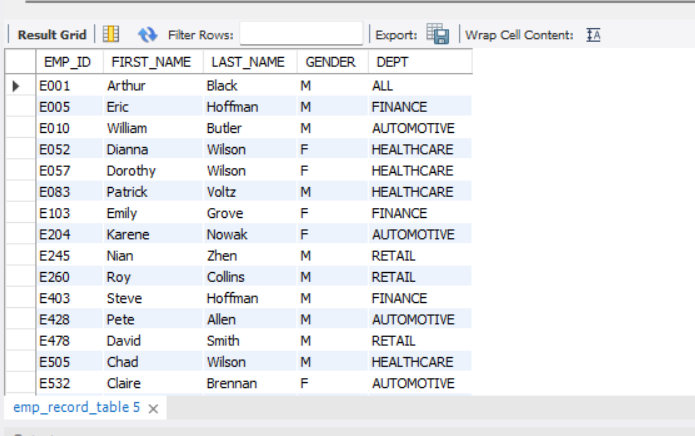 Result Grid Filter Rows: Export: Wrap Cell Content: IA
EMP_ID FIRST_NAME LAST_NAME GENDER DEPT
E001 Arthur Black M ALL
E005 Eric Hoffman M FINANCE
E010 William Butler M AUTOMOTIVE
E052 Dianna Wilson F HEALTHCARE
E057 Dorothy Wilson F HEALTHCARE
E083 Patrick Voltz M HEALTHCARE
E103 Emily Grove F FINANCE
E204 Karene Nowak F AUTOMOTIVE
E245 Nian Zhen M RETAIL
E260 Roy Collins M RETAIL
E403 Steve Hoffman M FINANCE
E428 Pete Allen M AUTOMOTIVE
E478 David Smith M RETAIL
E505 Chad Wilson M HEALTHCARE
E532 Claire Brennan F AUTOMOTIVE
emp_record_table 5